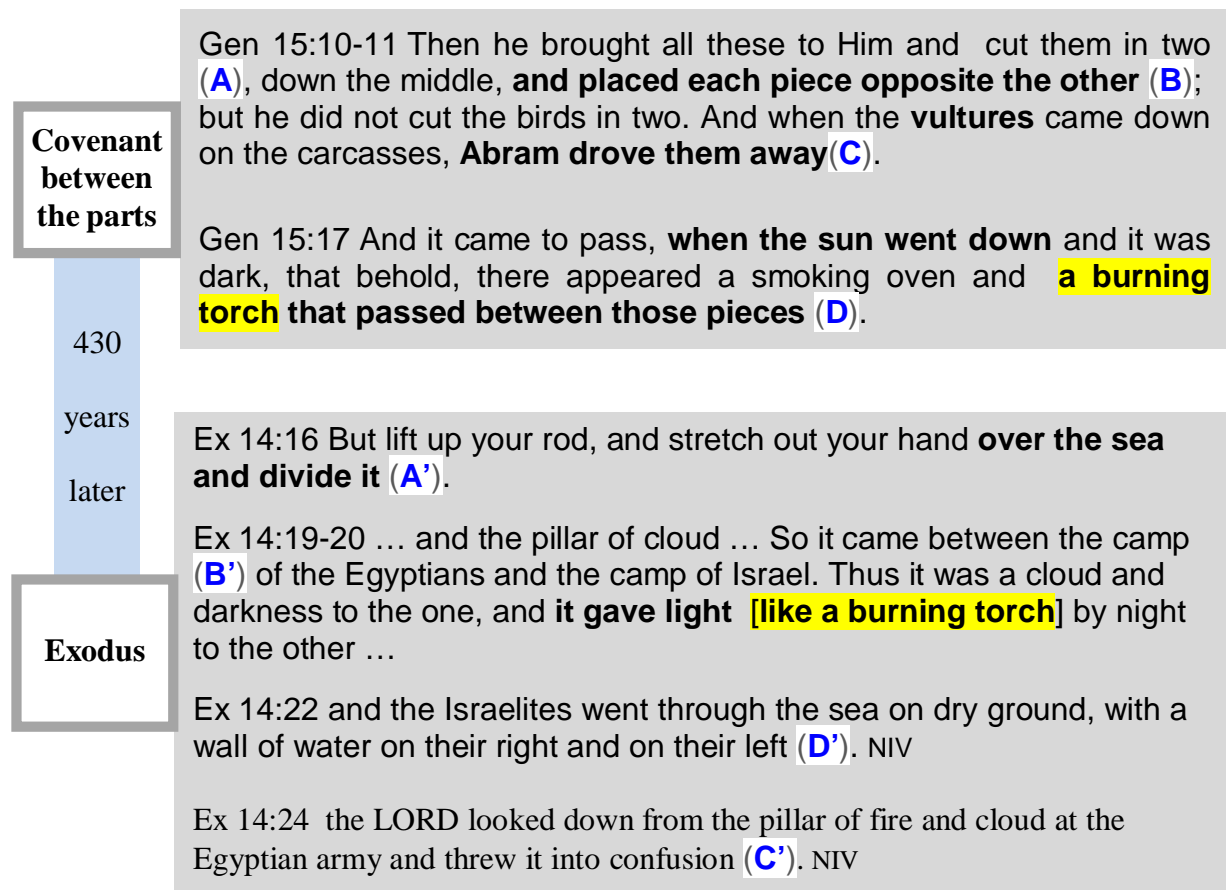 Gen 15:10-11 Then he brought all these to Him and cut them in two
(A), down the middle, and placed each piece opposite the other (B);
but he did not cut the birds in two. And when the vultures came down
on the carcasses, Abram drove them away(C).
Covenant
between
the parts
Gen 15:17 And it came to pass, when the sun went down and it was
dark, that behold, there appeared a smoking oven and a burning
torch that passed between those pieces (D).
430
years
later
Ex 14:16 But lift up your rod, and stretch out your hand over the sea
and divide it (A’).
Ex 14:19-20 … and the pillar of cloud … So it came between the camp
(B’) of the Egyptians and the camp of Israel. Thus it was a cloud and
darkness to the one, and it gave light [like a burning torch] by night
to the other …
Exodus
Ex 14:22 and the Israelites went through the sea on dry ground, with a
wall of water on their right and on their left (D’). NIV
Ex 14:24 the LORD looked down from the pillar of fire and cloud at the
Egyptian army and threw it into confusion (C’). NIV